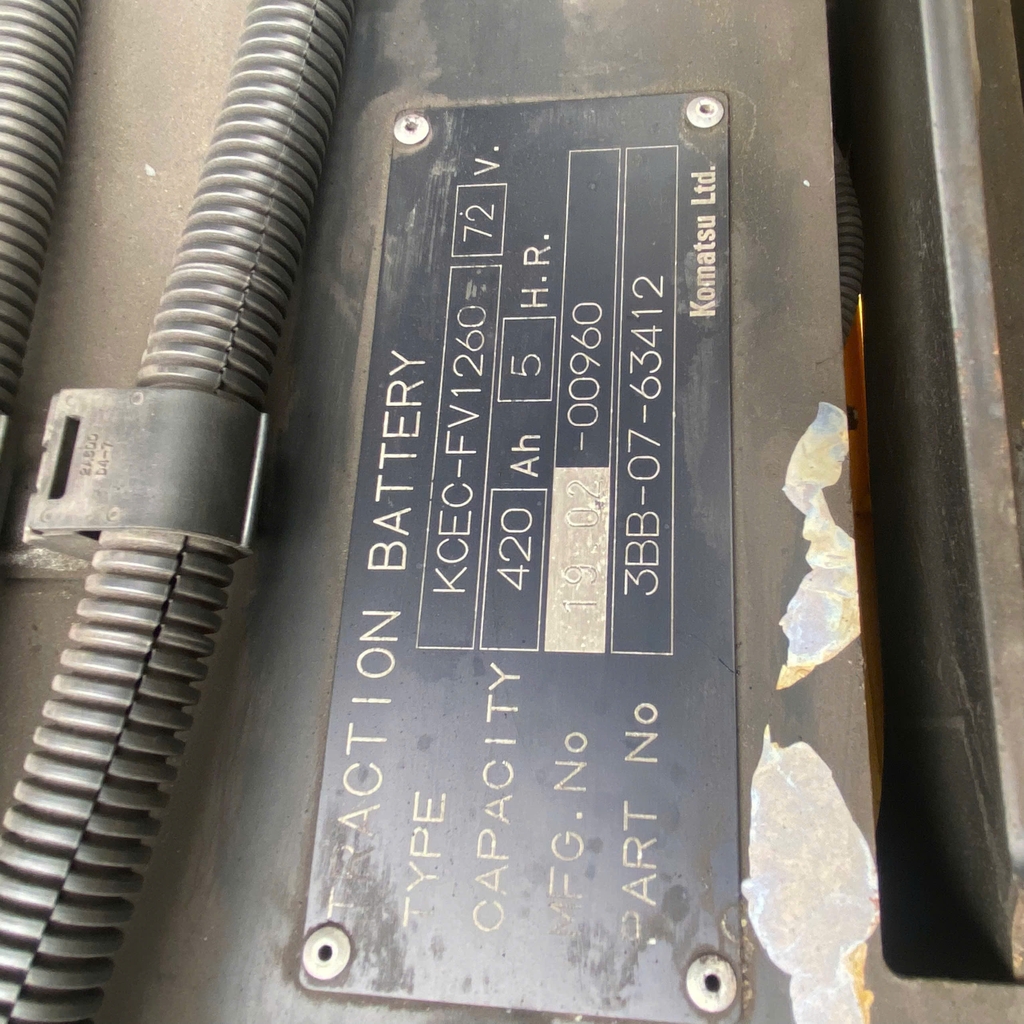 TRACTION BATTERY
TYPE KCEC-FV1260- 72 V.
CAPACITY 420 Ah 5 H.R.
MFG.No 19 02 -00960
PART No 3BB-07-63412
Komatsu Ltd.